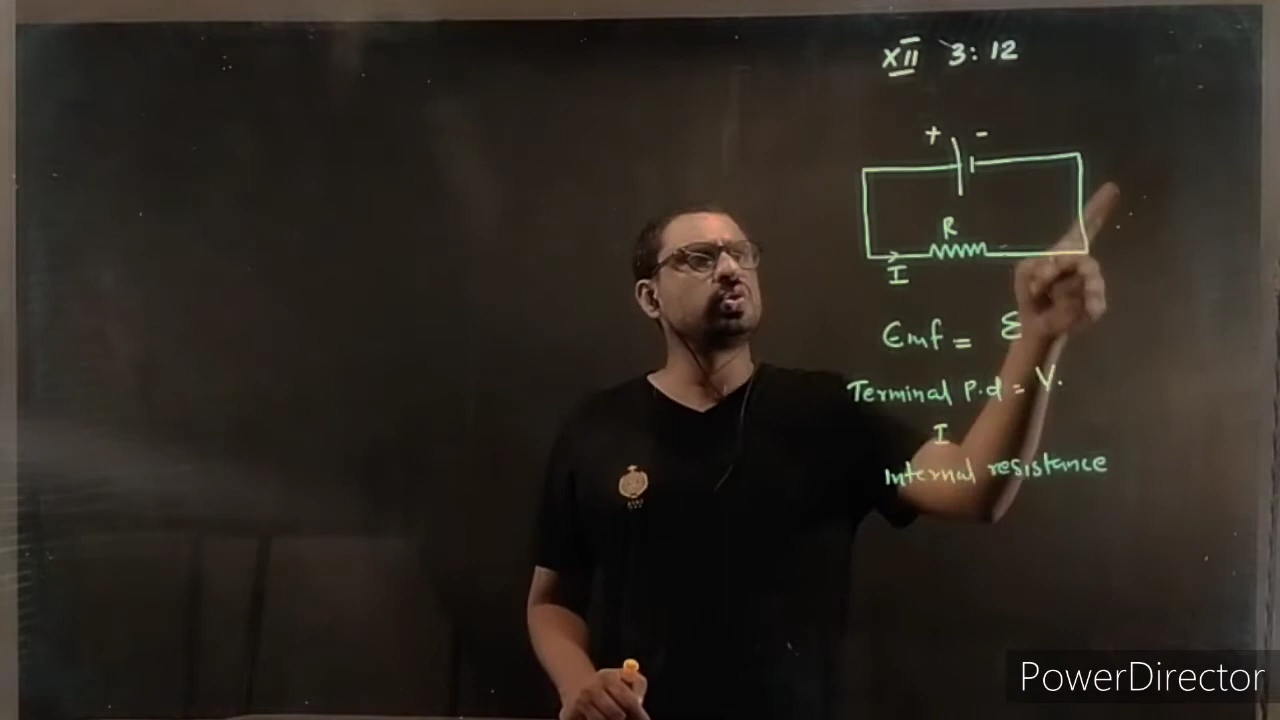 XII 3:12
+ -
R
I
Emf = ε
Terminal P.d = V.
I
Internal resistance
PowerDirector